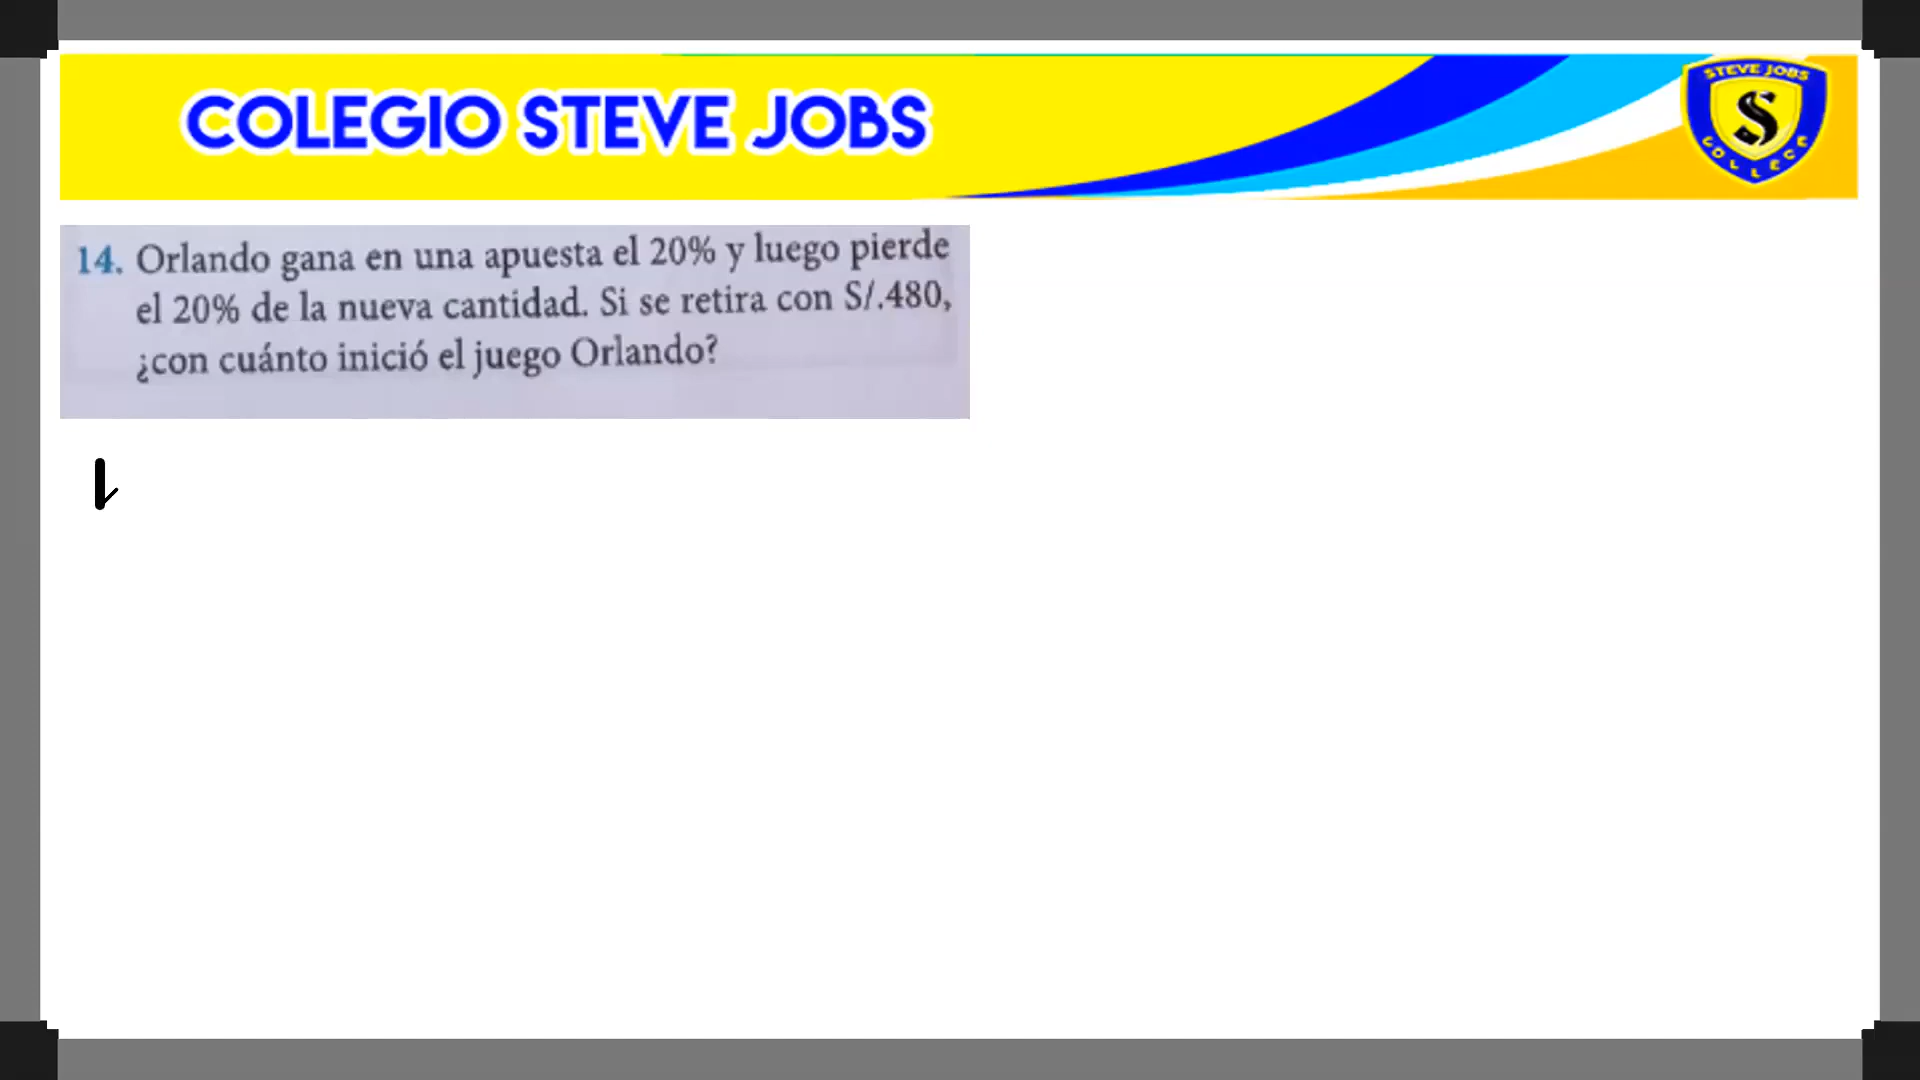 COLEGIO STEVE JOBS
STEVE JOBS
S
COLLEGE
14. Orlando gana en una apuesta el 20% y luego pierde
el 20% de la nueva cantidad. Si se retira con S/.480,
¿con cuánto inició el juego Orlando?